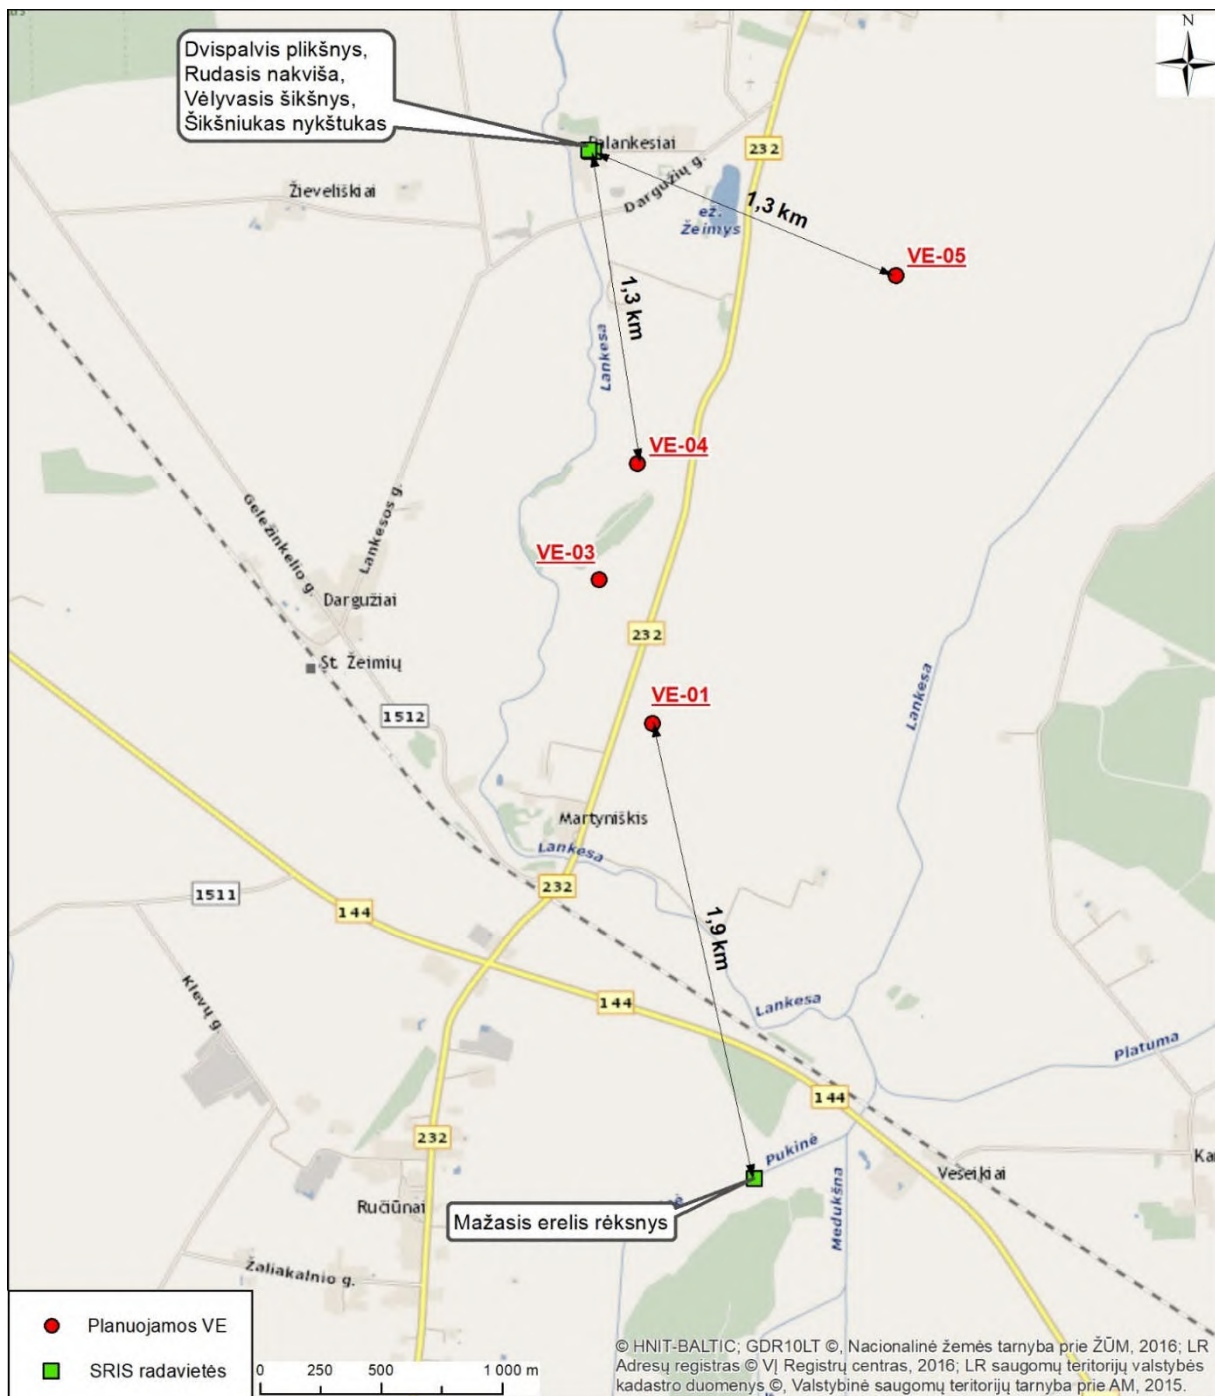 N
Dvispalvis plikšnys,
Rudasis nakviša,
Vėlyvasis šikšnys,
Šikšniukas nykštukas
Palankesiai
232
Žieveliškiai
Dargužių g.
ež.
Žeimys
1,3 km
VE-05
1,3 km
Lankesa
VE-04
Geležinkelio g.
Lankesos g.
VE-03
Dargužiai
232
St. Žeimių
Lankesa
VE-01
1512
Martyniškis
Lankesa
232
1511
144
1,9 km
Klevų g.
144
Lankesa
Platuma
144
232
Pukinė
Medukšna
Veseikiai
Ručiūnai
Mažasis erelis rėksnys
Žaliakalnio g.
Planuojamos VE
SRIS radavietės
0 250 500 1 000 m
© HNIT-BALTIC; GDR10LT ©, Nacionalinė žemės tarnyba prie ŽŪM, 2016; LR
Adresų registras © VĮ Registrų centras, 2016; LR saugomų teritorijų valstybės
kadastro duomenys ©, Valstybinė saugomų teritorijų tarnyba prie AM, 2015.